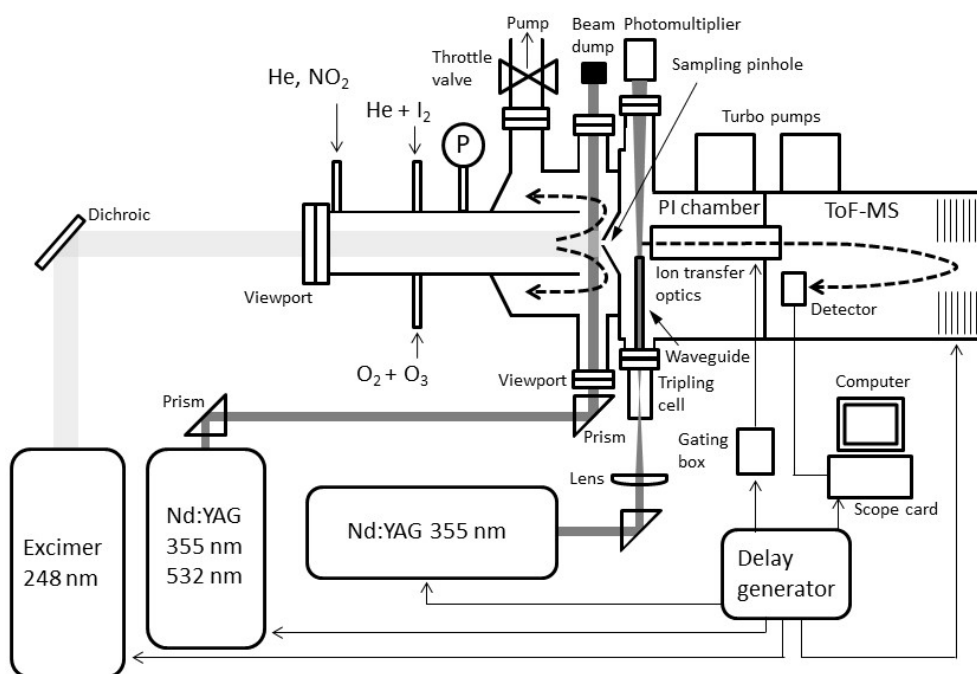 Pump
Beam
dump
Photomultiplier
Throttle
valve
Sampling pinhole
He, NO₂
He + I₂
P
Turbo pumps
Dichroic
PI chamber
ToF-MS
Viewport
Ion transfer
optics
Detector
Waveguide
O₂ + O₃
Viewport
Tripling
cell
Computer
Prism
Prism
Gating
box
Lens
Scope card
Excimer
248 nm
Nd:YAG
355 nm
532 nm
Nd:YAG 355 nm
Delay
generator